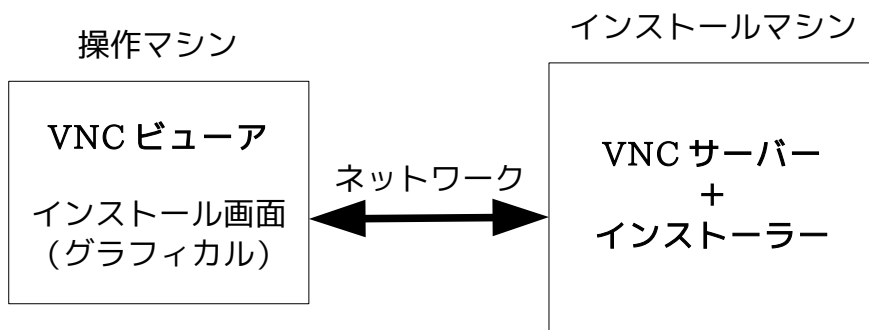 操作マシン
VNC ビューア
インストール画面
(グラフィカル)
ネットワーク
インストールマシン
VNC サーバー
+
インストーラー